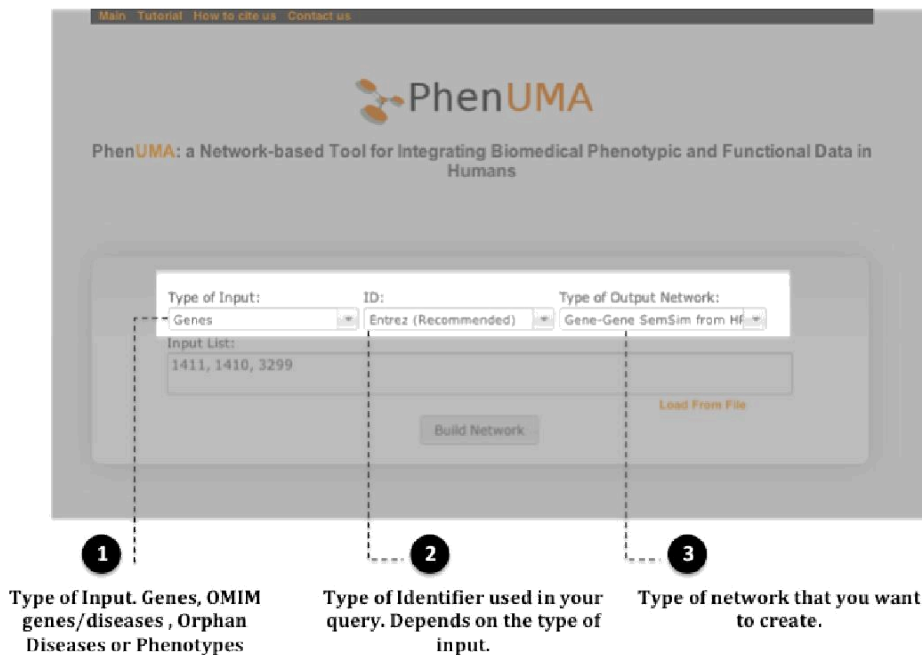 Main Tutorial How to cite us Contact us
PhenUMA
PhenUMA: a Network-based Tool for Integrating Biomedical Phenotypic and Functional Data in
Humans
Type of Input: ID: Type of Output Network:
Genes Entrez (Recommended) Gene-Gene SemSim from HP
Input List:
1411, 1410, 3299
Load From File
Build Network
1 2 3
Type of Input. Genes, OMIM
genes/diseases , Orphan
Diseases or Phenotypes
Type of Identifier used in your
query. Depends on the type of
input.
Type of network that you want
to create.